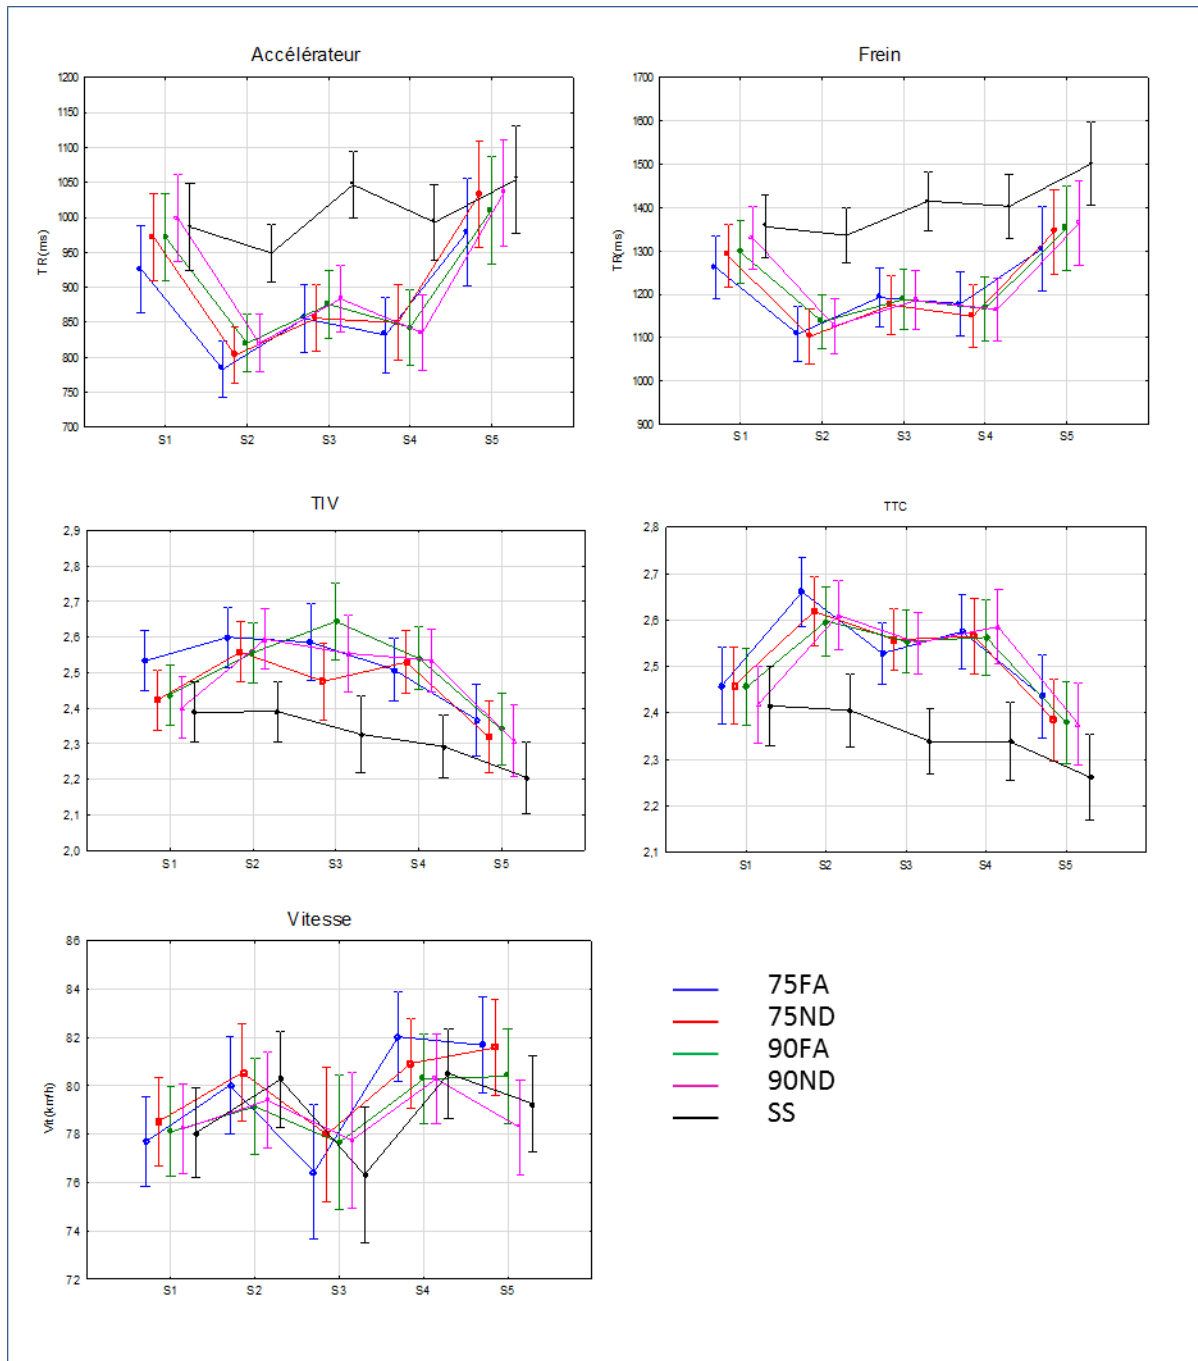 Accélérateur
1200
1150
1100
1050
1000
950
900
850
800
750
700
TR(ms)
S1 S2 S3 S4 S5
Frein
1700
1600
1500
1400
1300
1200
1100
1000
900
TR(ms)
S1 S2 S3 S4 S5
TIV
2,9
2,8
2,7
2,6
2,5
2,4
2,3
2,2
2,1
2,0
S1 S2 S3 S4 S5
TTC
2,8
2,7
2,6
2,5
2,4
2,3
2,2
2,1
S1 S2 S3 S4 S5
Vitesse
86
84
82
80
78
76
74
72
Vit(km/h)
S1 S2 S3 S4 S5
75FA
75ND
90FA
90ND
SS